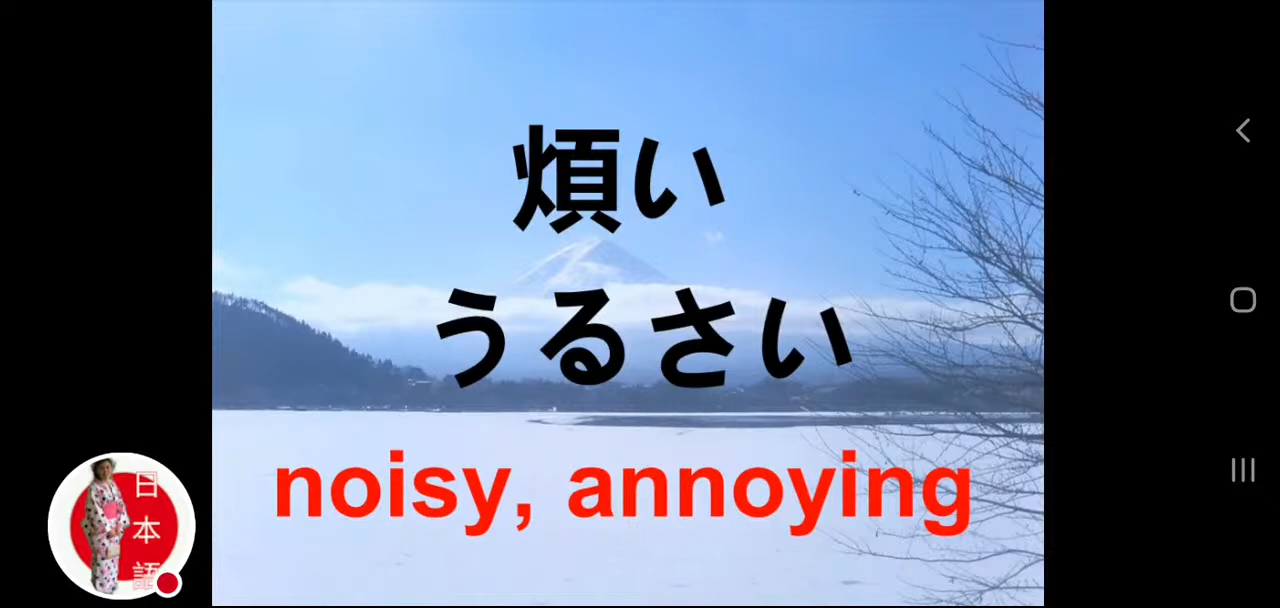 煩い
うるさい
noisy, annoying
日
本
語